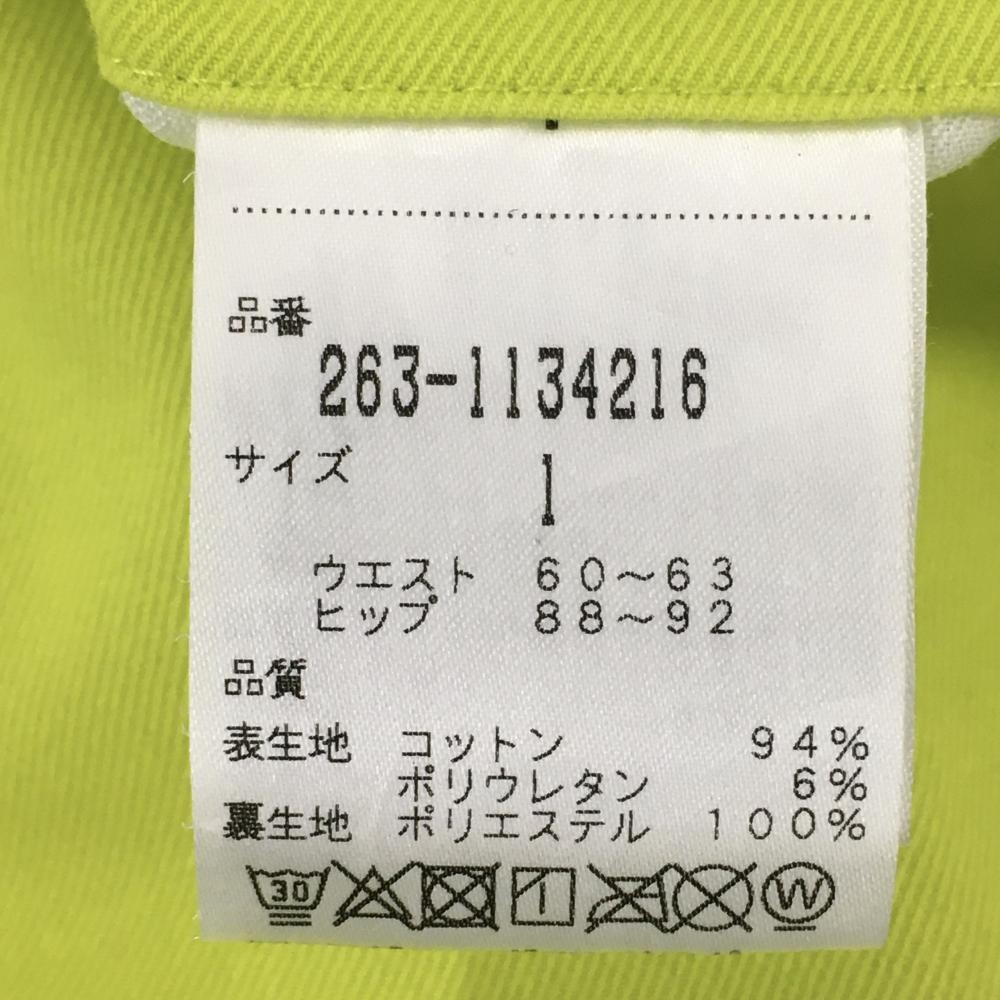 品番
263-1134216
サイズ 1
ウエスト 60～63
ヒップ 88～92
品質
表生地 コットン 94%
ポリウレタン 6%
裏生地 ポリエステル 100%
30 W